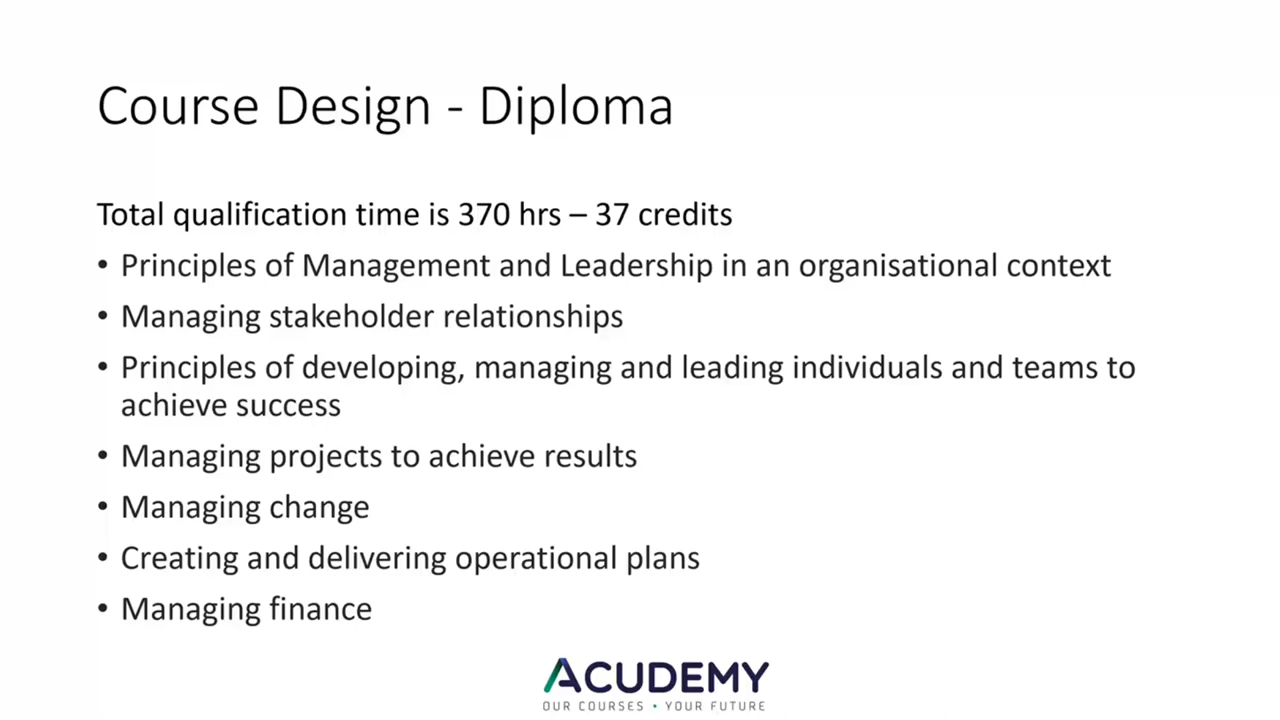 Course Design - Diploma
Total qualification time is 370 hrs – 37 credits
• Principles of Management and Leadership in an organisational context
• Managing stakeholder relationships
• Principles of developing, managing and leading individuals and teams to
achieve success
• Managing projects to achieve results
• Managing change
• Creating and delivering operational plans
• Managing finance
ACUDEMY
OUR COURSES • YOUR FUTURE